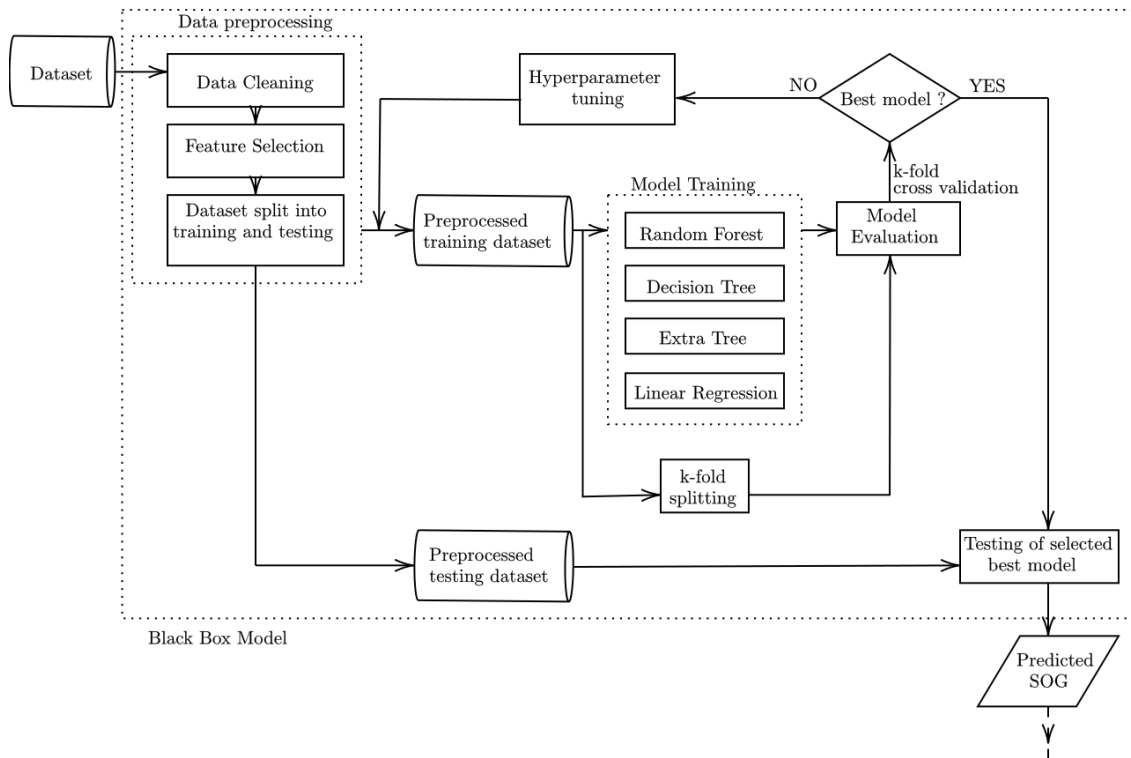 Data preprocessing
Dataset
Data Cleaning
Feature Selection
Dataset split into
training and testing
Hyperparameter
tuning
NO
Best model ?
YES
k-fold
cross validation
Preprocessed
training dataset
Model Training
Random Forest
Decision Tree
Extra Tree
Linear Regression
Model
Evaluation
k-fold
splitting
Preprocessed
testing dataset
Testing of selected
best model
Black Box Model
Predicted
SOG